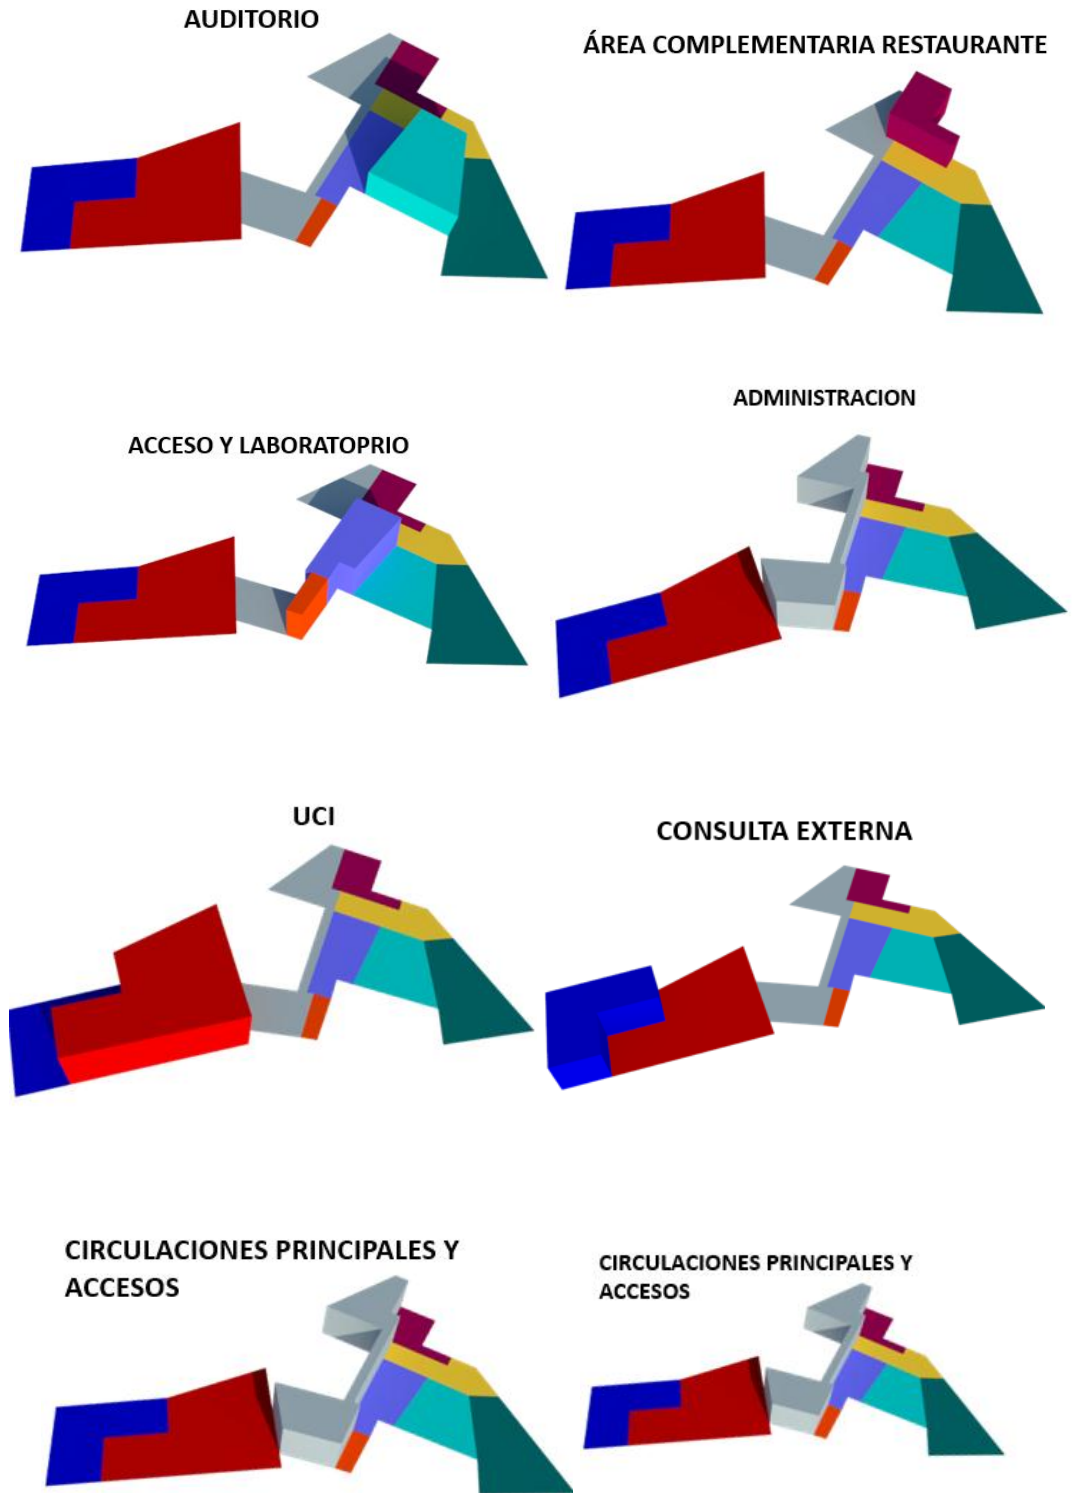 AUDITORIO
ÁREA COMPLEMENTARIA RESTAURANTE
ADMINISTRACION
ACCESO Y LABORATOPRIO
UCI
CONSULTA EXTERNA
CIRCULACIONES PRINCIPALES Y
ACCESOS
CIRCULACIONES PRINCIPALES Y
ACCESOS